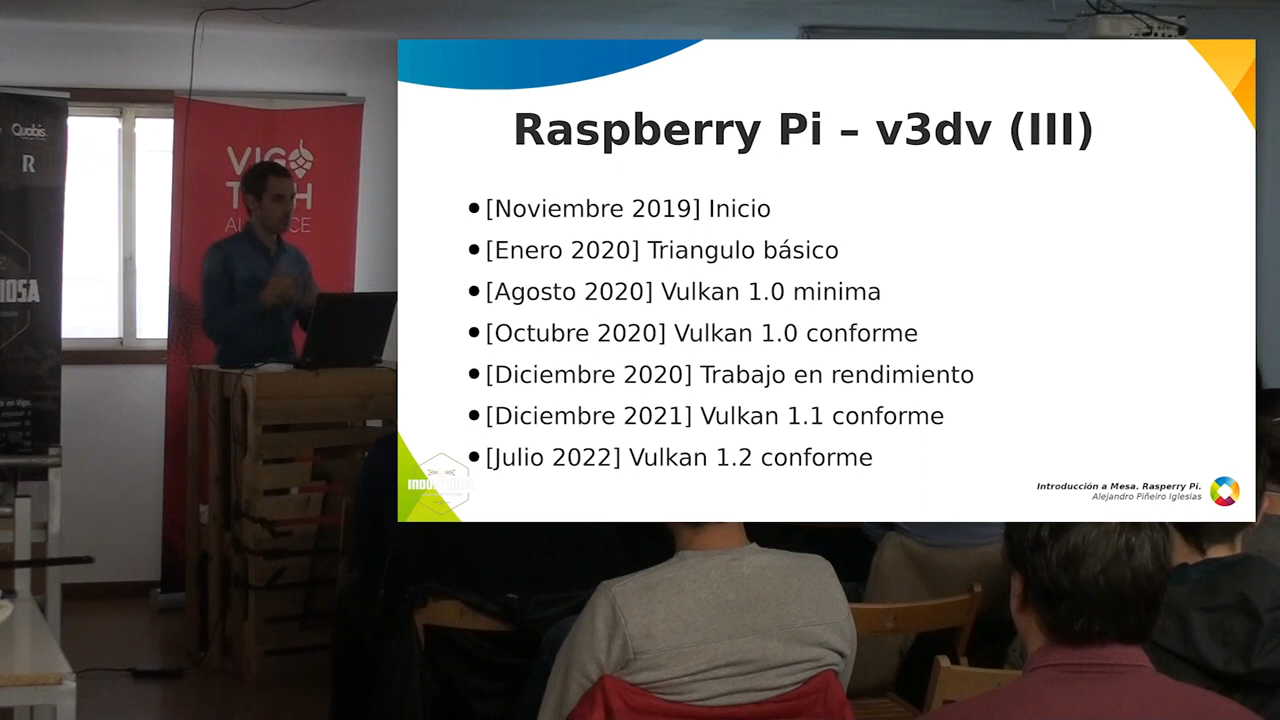 Quobis
R
VIGO
TECH
ALLIANCE
Raspberry Pi – v3dv (III)
[Noviembre 2019] Inicio
[Enero 2020] Triangulo básico
[Agosto 2020] Vulkan 1.0 minima
[Octubre 2020] Vulkan 1.0 conforme
[Diciembre 2020] Trabajo en rendimiento
[Diciembre 2021] Vulkan 1.1 conforme
[Julio 2022] Vulkan 1.2 conforme
Introducción a Mesa. Rasperry Pi.
Alejandro Piñeiro Iglesias